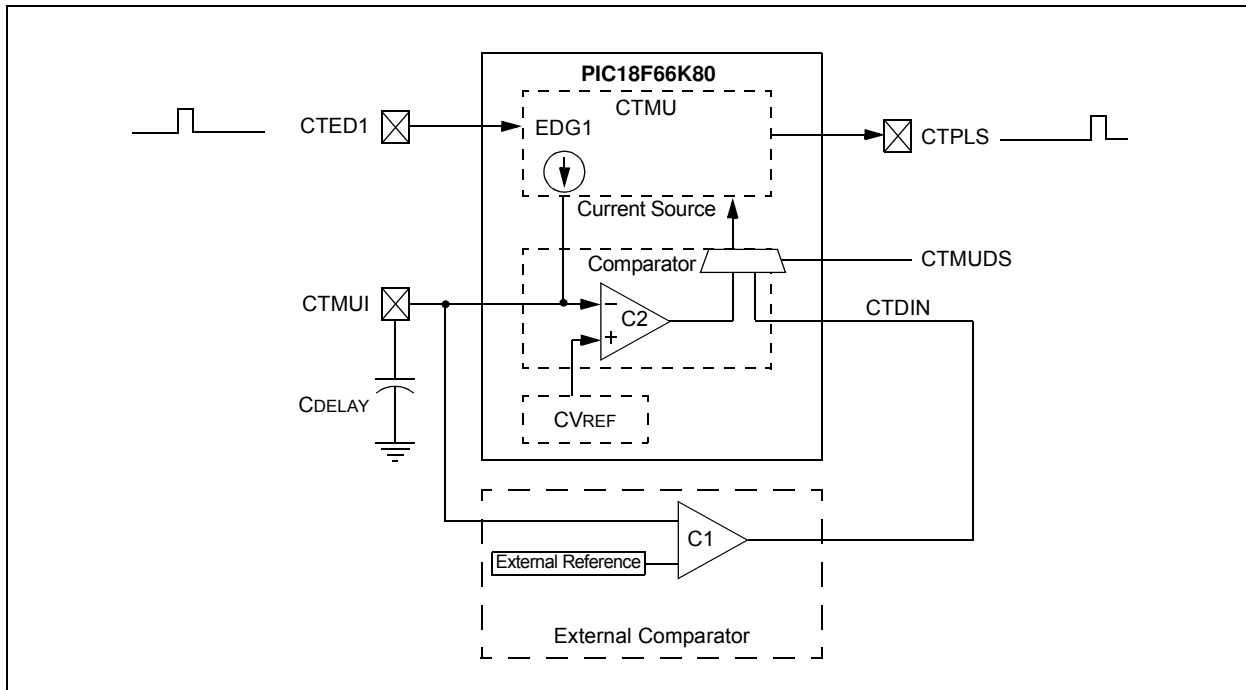 PIC18F66K80
CTMU
CTED1
EDG1
CTPLS
Current Source
Comparator
CTMUDS
CTMUI
C2
CTDIN
CDELAY
CVREF
C1
External Reference
External Comparator